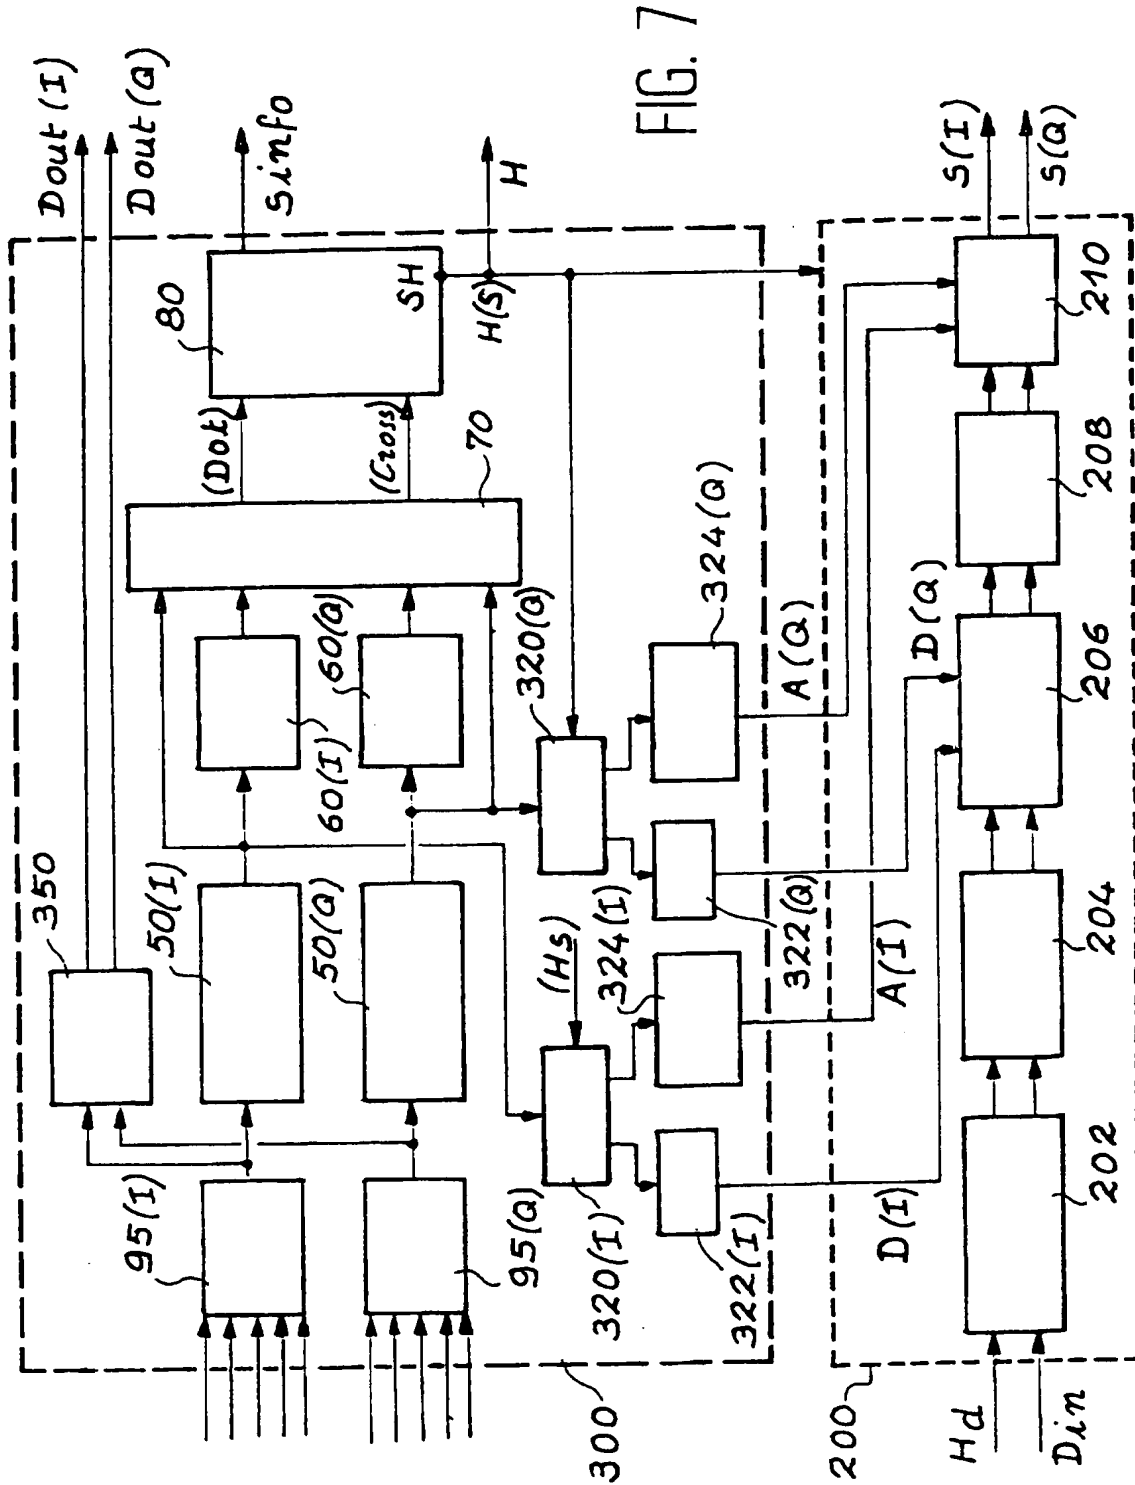 Dout (I)
Dout (Q)
Sinfo
H
FIG. 7
350
80
SH
H(S)
(Dot)
(Cross)
70
50(I)
50(Q)
60(I)
60(Q)
95(I)
95(Q)
320(Q)
324(Q)
(Hs)
324(I)
322(Q)
320(I)
322(I)
300
A(Q)
A(I)
D(Q)
D(I)
S(I)
S(Q)
200
Hd
Din
202
204
206
208
210